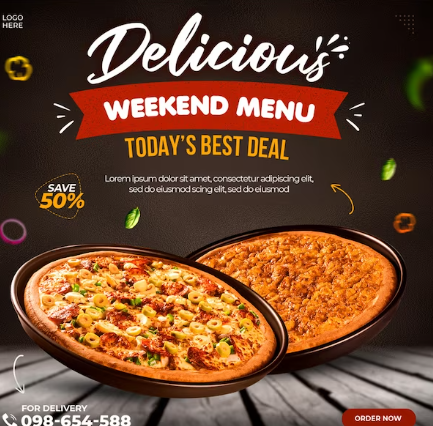 LOGO
HERE
Delicious
WEEKEND MENU
TODAY'S BEST DEAL
Lorem ipsum dolor sit amet, consectetur adipiscing elit,
sed do eiusmod scing elit, sed do eiusmod
SAVE
50%
FOR DELIVERY
098-654-588
ORDER NOW